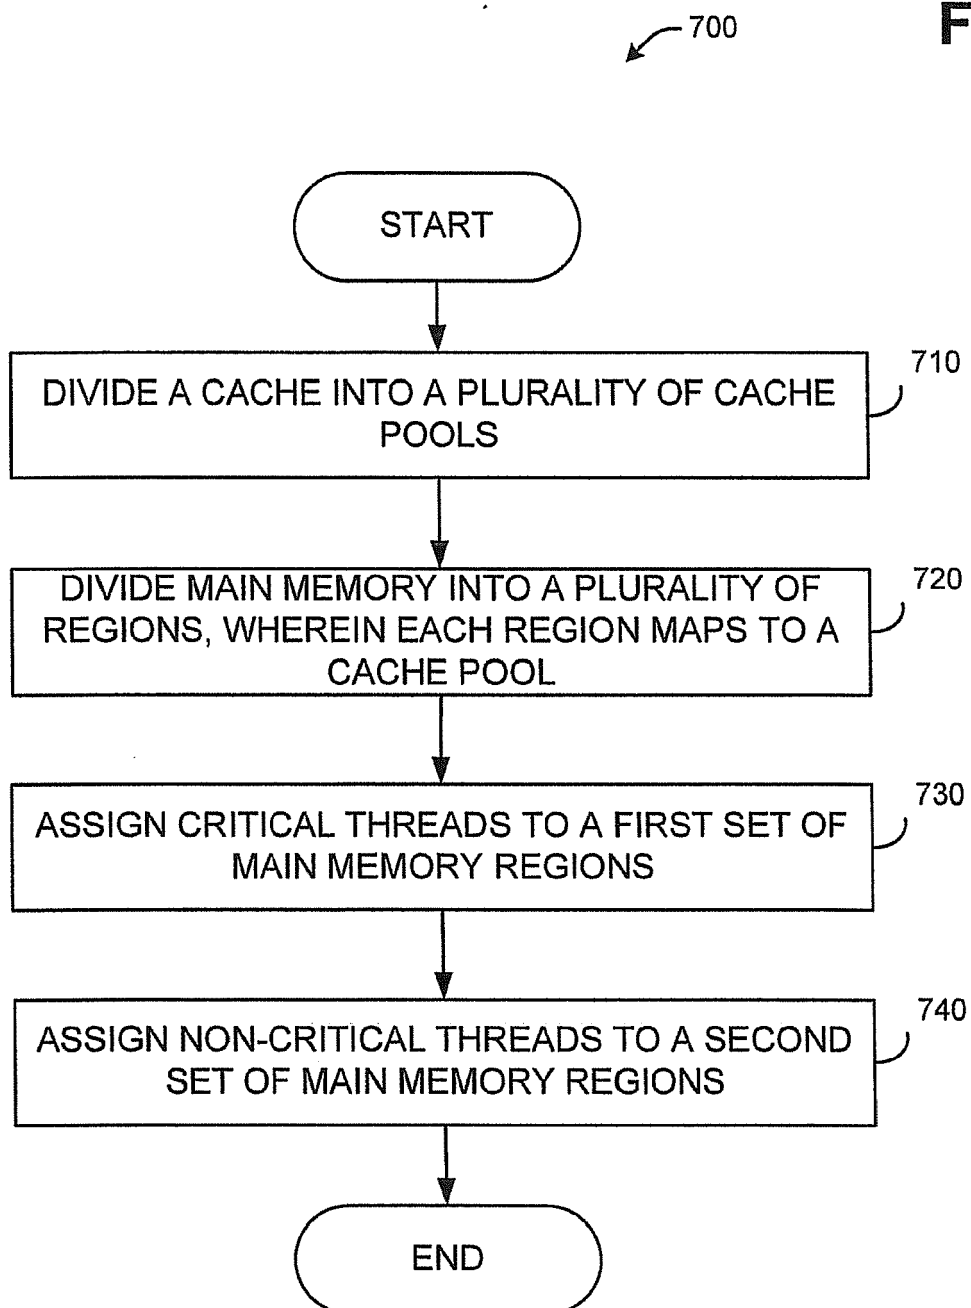 F
700
START
710
DIVIDE A CACHE INTO A PLURALITY OF CACHE
POOLS
720
DIVIDE MAIN MEMORY INTO A PLURALITY OF
REGIONS, WHEREIN EACH REGION MAPS TO A
CACHE POOL
730
ASSIGN CRITICAL THREADS TO A FIRST SET OF
MAIN MEMORY REGIONS
740
ASSIGN NON-CRITICAL THREADS TO A SECOND
SET OF MAIN MEMORY REGIONS
END